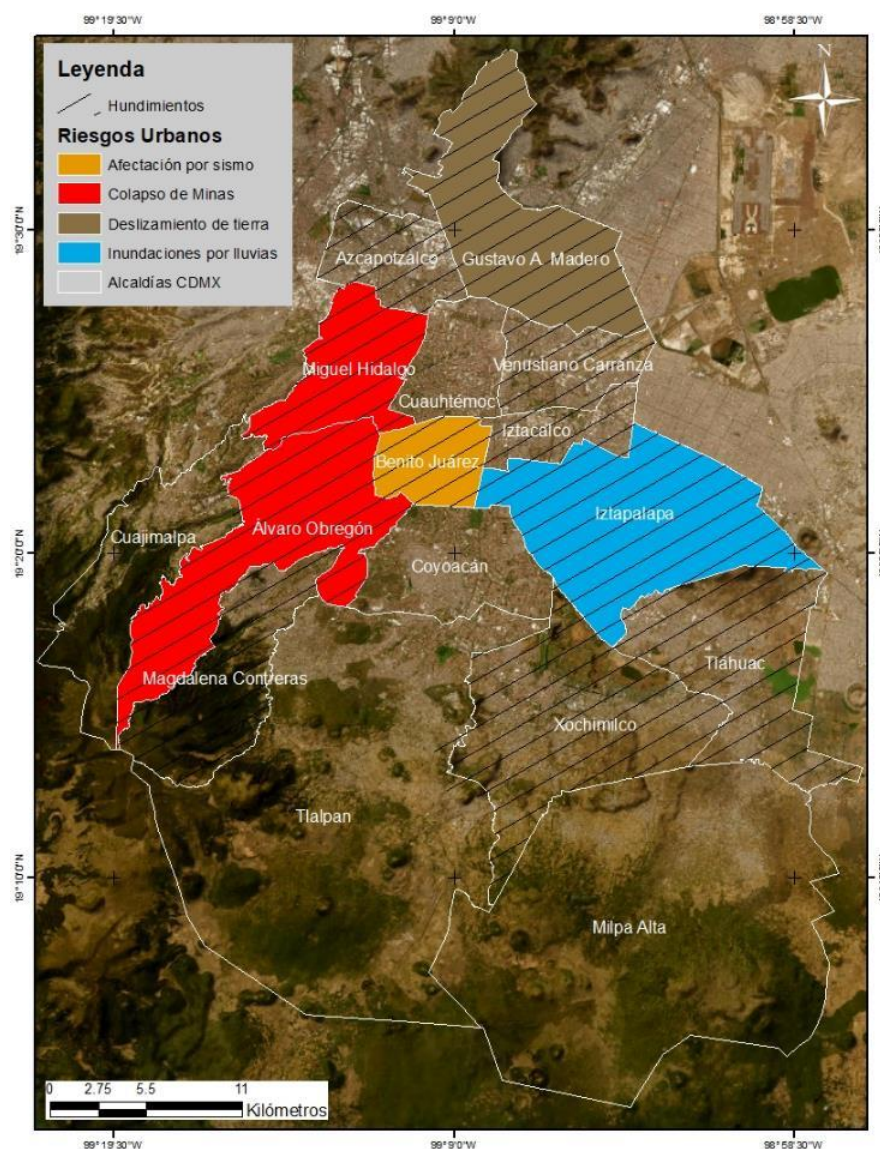 99°19'30"W 99°9'0"W 98°58'30"W
Leyenda
Hundimientos
Riesgos Urbanos
Afectación por sismo
Colapso de Minas
Deslizamiento de tierra
Inundaciones por lluvias
Alcaldías CDMX
N
19°30'0"N
Azcapotzalco
Gustavo A. Madero
Miguel Hidalgo
Venustiano Carranza
Cuauhtémoc
Iztacalco
Benito Juárez
Iztapalapa
Álvaro Obregón
Cuajimalpa
19°20'0"N
Coyoacán
Tláhuac
Magdalena Contreras
Xochimilco
Tlalpan
19°10'0"N
Milpa Alta
0 2.75 5.5 11
Kilómetros
99°19'30"W 99°9'0"W 98°58'30"W